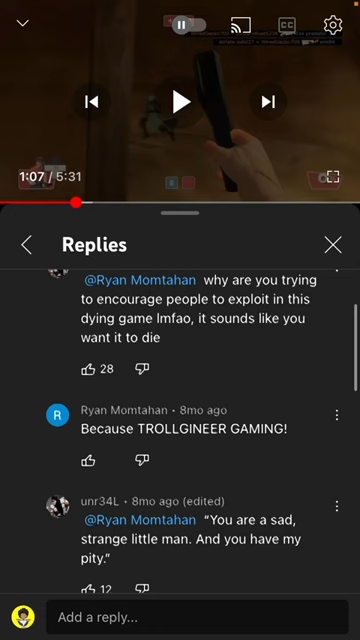 CC
1:07 / 5:31
Replies
@Ryan Momtahan why are you trying
to encourage people to exploit in this
dying game lmfao, it sounds like you
want it to die
28
R
Ryan Momtahan • 8mo ago
Because TROLLGINEER GAMING!
unr34L • 8mo ago (edited)
@Ryan Momtahan “You are a sad,
strange little man. And you have my
pity.”
12
Add a reply...